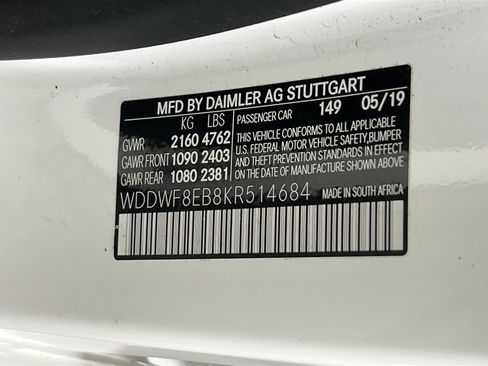 MFD BY DAIMLER AG STUTTGART
KG LBS
PASSENGER CAR 149 05/19
GVWR 2160 4762
GAWR FRONT 1090 2403
GAWR REAR 1080 2381
THIS VEHICLE CONFORMS TO ALL APPLICABLE
U.S. FEDERAL MOTOR VEHICLE SAFETY,BUMPER
AND THEFT PREVENTION STANDARDS IN EFFECT
ON THE DATE OF MANUFACTURE SHOWN ABOVE.
WDDWF8EB8KR514684 MADE IN SOUTH AFRICA